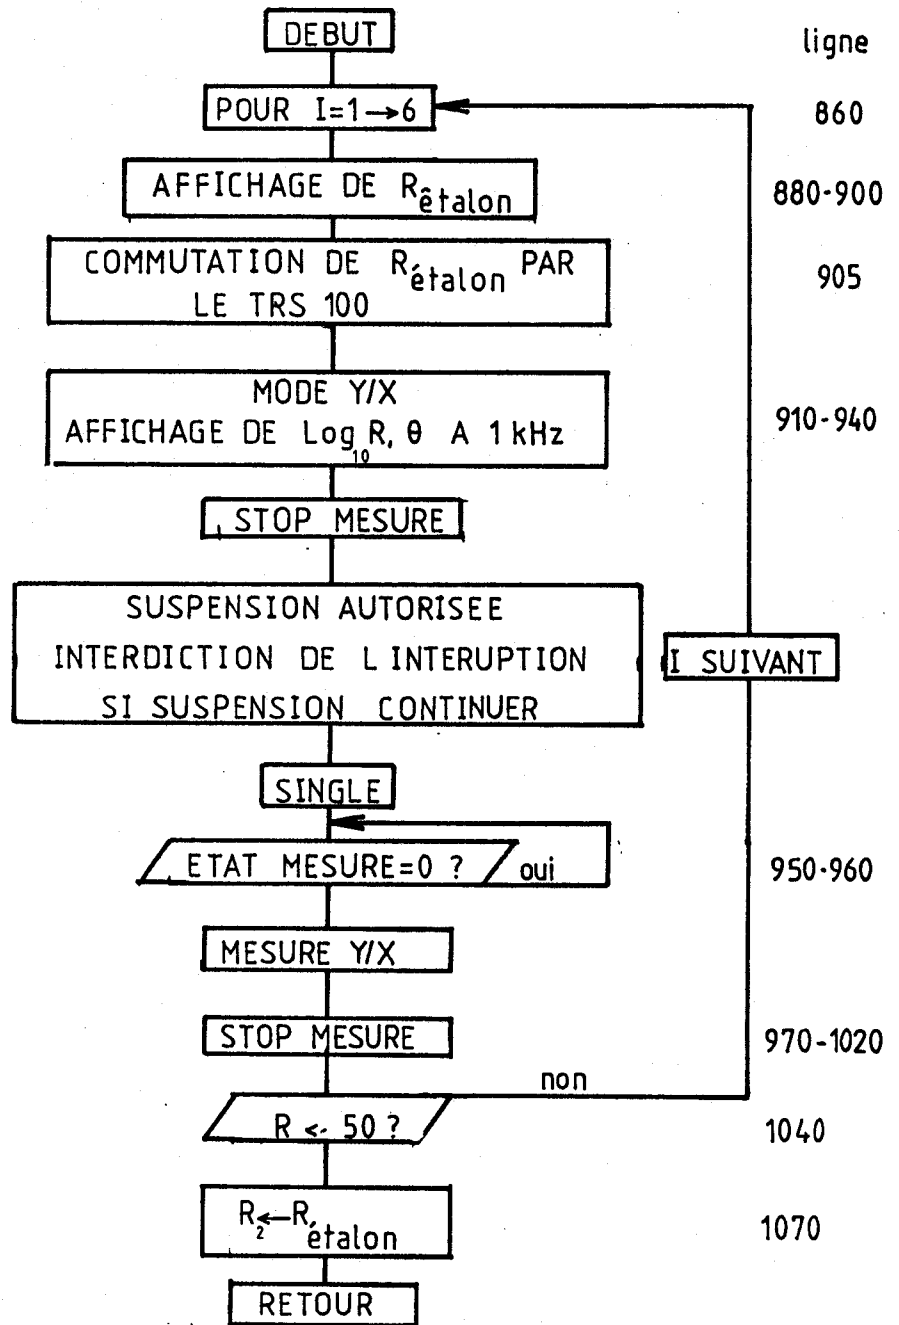 DEBUT
ligne
POUR I=1→6
860
AFFICHAGE DE Rêtalon
880-900
COMMUTATION DE Rétalon PAR
LE TRS 100
905
MODE Y/X
AFFICHAGE DE Log10 R, θ A 1 kHz
910-940
STOP MESURE
SUSPENSION AUTORISEE
INTERDICTION DE L INTERUPTION
SI SUSPENSION CONTINUER
I SUIVANT
SINGLE
ETAT MESURE=0 ?
oui
950-960
MESURE Y/X
STOP MESURE
970-1020
non
R <- 50 ?
1040
R2←Rétalon
1070
RETOUR